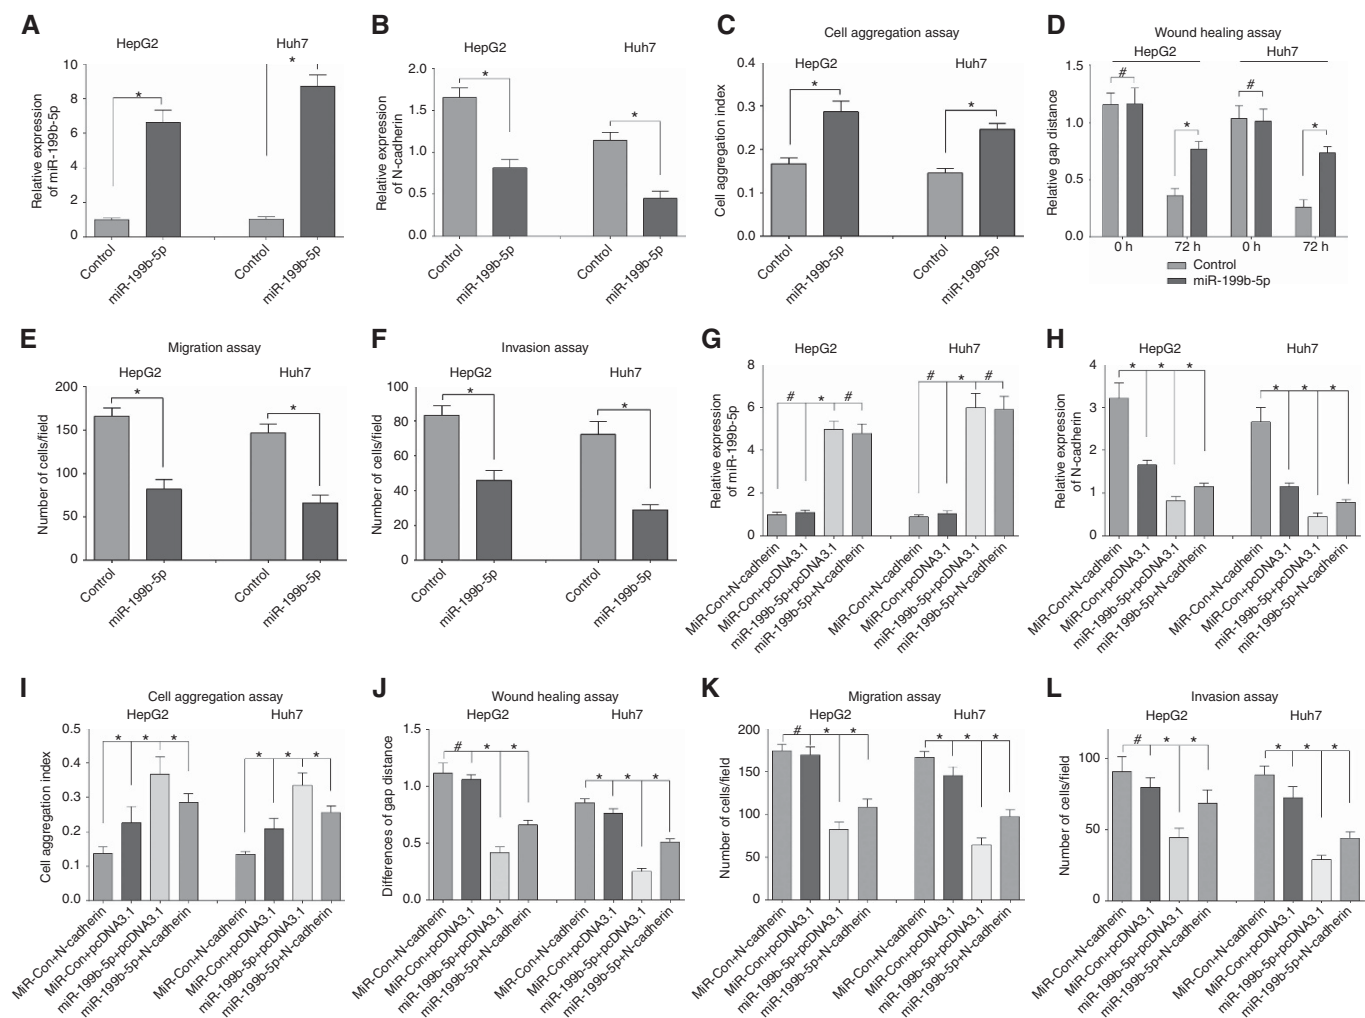 A
HepG2
Huh7
Relative expression
of miR-199b-5p
10
8
6
4
2
0
*
*
Control
miR-199b-5p
Control
miR-199b-5p
B
HepG2
Huh7
Relative expression
of N-cadherin
2.0
1.5
1.0
0.5
0.0
*
*
Control
miR-199b-5p
Control
miR-199b-5p
C
Cell aggregation assay
HepG2
Huh7
Cell aggregation index
0.4
0.3
0.2
0.1
0.0
*
*
Control
miR-199b-5p
Control
miR-199b-5p
D
Wound healing assay
HepG2
Huh7
Relative gap distance
1.5
1.0
0.5
0.0
#
*
#
*
0 h
72 h
0 h
72 h
Control
miR-199b-5p
E
Migration assay
HepG2
Huh7
Number of cells/field
200
150
100
50
0
*
*
Control
miR-199b-5p
Control
miR-199b-5p
F
Invasion assay
HepG2
Huh7
Number of cells/field
100
80
60
40
20
0
*
*
Control
miR-199b-5p
Control
miR-199b-5p
G
HepG2
Huh7
Relative expression
of miR-199b-5p
8
6
4
2
0
# * #
# * #
MiR-Con+N-cadherin
MiR-Con+pcDNA3.1
miR-199b-5p+pcDNA3.1
miR-199b-5p+N-cadherin
MiR-Con+N-cadherin
MiR-Con+pcDNA3.1
miR-199b-5p+pcDNA3.1
miR-199b-5p+N-cadherin
H
HepG2
Huh7
Relative expression
of N-cadherin
4
3
2
1
0
* * *
* * *
MiR-Con+N-cadherin
MiR-Con+pcDNA3.1
miR-199b-5p+pcDNA3.1
miR-199b-5p+N-cadherin
MiR-Con+N-cadherin
MiR-Con+pcDNA3.1
miR-199b-5p+pcDNA3.1
miR-199b-5p+N-cadherin
I
Cell aggregation assay
HepG2
Huh7
Cell aggregation index
0.5
0.4
0.3
0.2
0.1
0.0
* * *
* * *
MiR-Con+N-cadherin
MiR-Con+pcDNA3.1
miR-199b-5p+pcDNA3.1
miR-199b-5p+N-cadherin
MiR-Con+N-cadherin
MiR-Con+pcDNA3.1
miR-199b-5p+pcDNA3.1
miR-199b-5p+N-cadherin
J
Wound healing assay
HepG2
Huh7
Differences of gap distance
1.5
1.0
0.5
0.0
# * *
* * *
MiR-Con+N-cadherin
MiR-Con+pcDNA3.1
miR-199b-5p+pcDNA3.1
miR-199b-5p+N-cadherin
MiR-Con+N-cadherin
MiR-Con+pcDNA3.1
miR-199b-5p+pcDNA3.1
miR-199b-5p+N-cadherin
K
Migration assay
HepG2
Huh7
Number of cells/field
200
150
100
50
0
# * *
* * *
MiR-Con+N-cadherin
MiR-Con+pcDNA3.1
miR-199b-5p+pcDNA3.1
miR-199b-5p+N-cadherin
MiR-Con+N-cadherin
MiR-Con+pcDNA3.1
miR-199b-5p+pcDNA3.1
miR-199b-5p+N-cadherin
L
Invasion assay
HepG2
Huh7
Number of cells/field
100
50
0
# * *
* * *
MiR-Con+N-cadherin
MiR-Con+pcDNA3.1
miR-199b-5p+pcDNA3.1
miR-199b-5p+N-cadherin
MiR-Con+N-cadherin
MiR-Con+pcDNA3.1
miR-199b-5p+pcDNA3.1
miR-199b-5p+N-cadherin